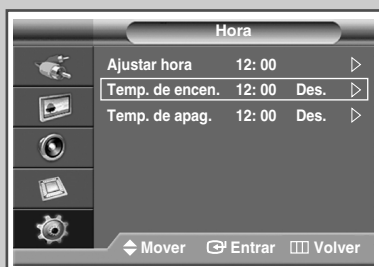 Hora
Ajustar hora 12: 00
Temp. de encen. 12: 00 Des.
Temp. de apag. 12: 00 Des.
Mover Entrar Volver